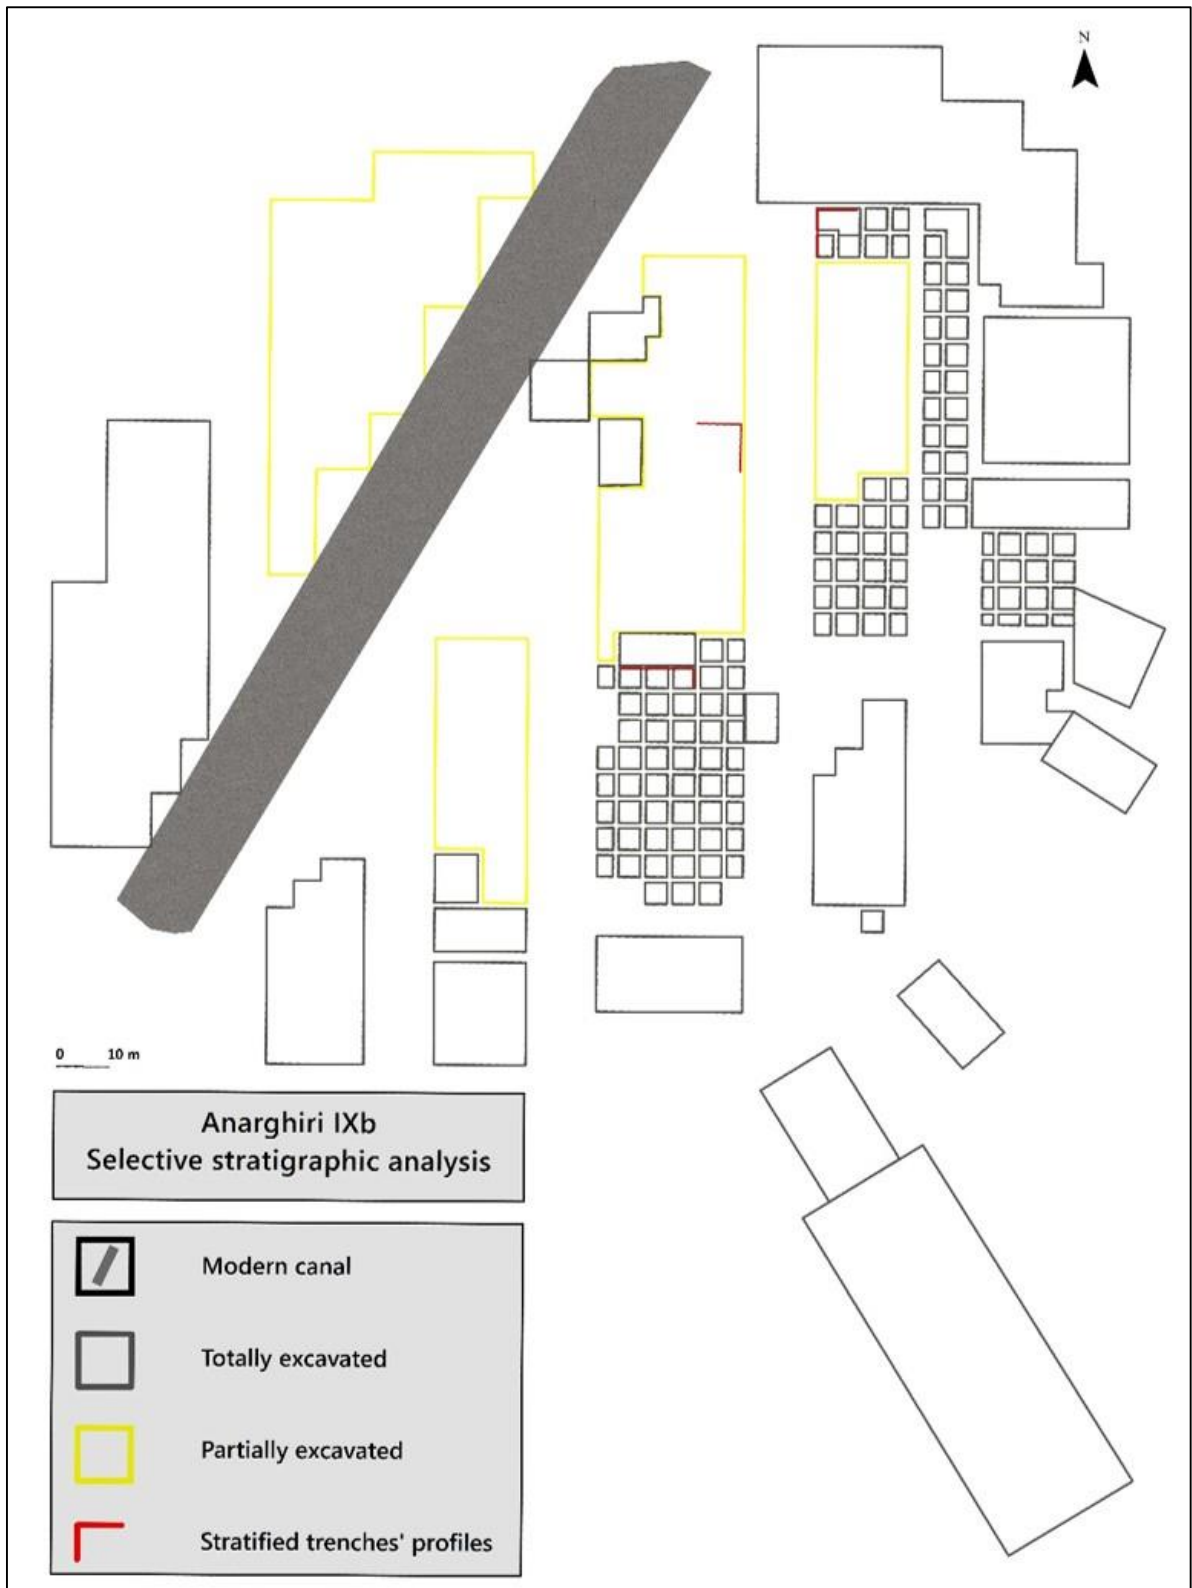 N
0 10 m
Anarghiri IXb
Selective stratigraphic analysis
Modern canal
Totally excavated
Partially excavated
Stratified trenches' profiles